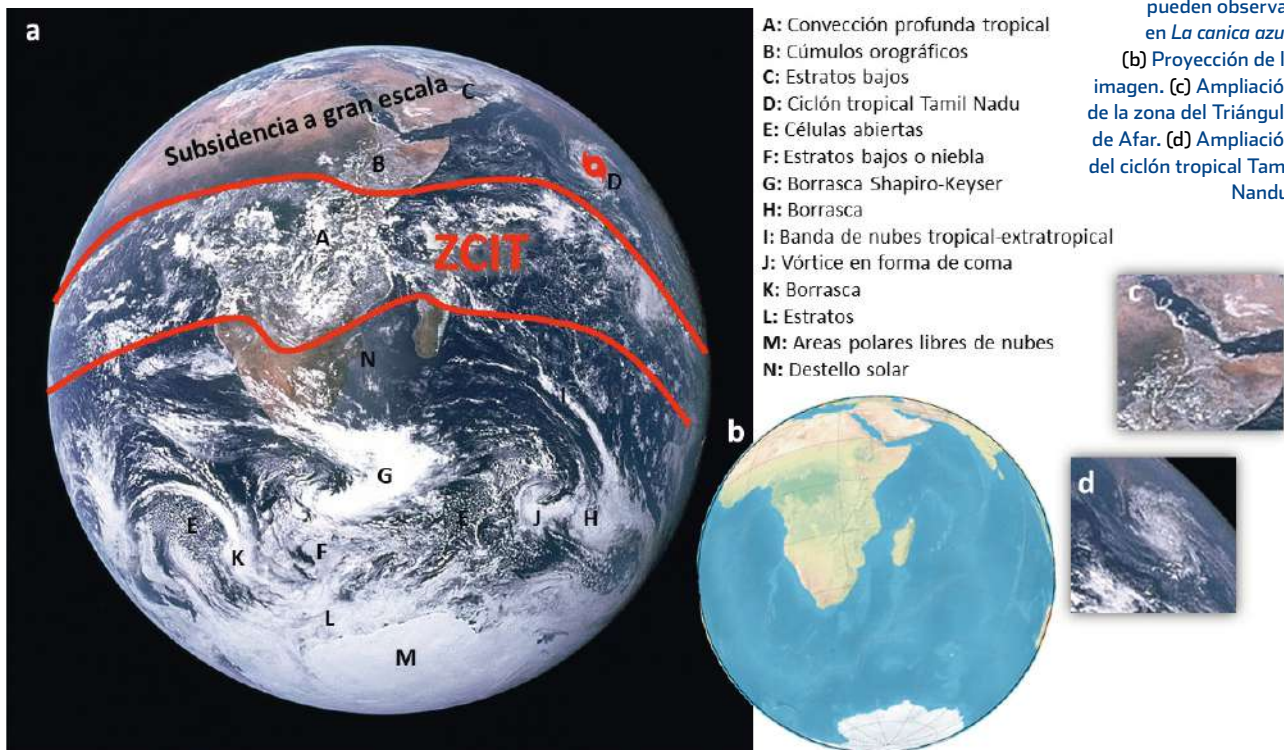 a
Subsidencia a gran escala
C
B
D
A
ZCIT
N
I
G
E
E
J
H
K
F
L
M
A: Convección profunda tropical
B: Cúmulos orográficos
C: Estratos bajos
D: Ciclón tropical Tamil Nadu
E: Células abiertas
F: Estratos bajos o niebla
G: Borrasca Shapiro-Keyser
H: Borrasca
I: Banda de nubes tropical-extratropical
J: Vórtice en forma de coma
K: Borrasca
L: Estratos
M: Areas polares libres de nubes
N: Destello solar
pueden observa
en La canica azu
(b) Proyección de l
imagen. (c) Ampliació
de la zona del Triángul
de Afar. (d) Ampliació
del ciclón tropical Tam
Nandu
c
b
d